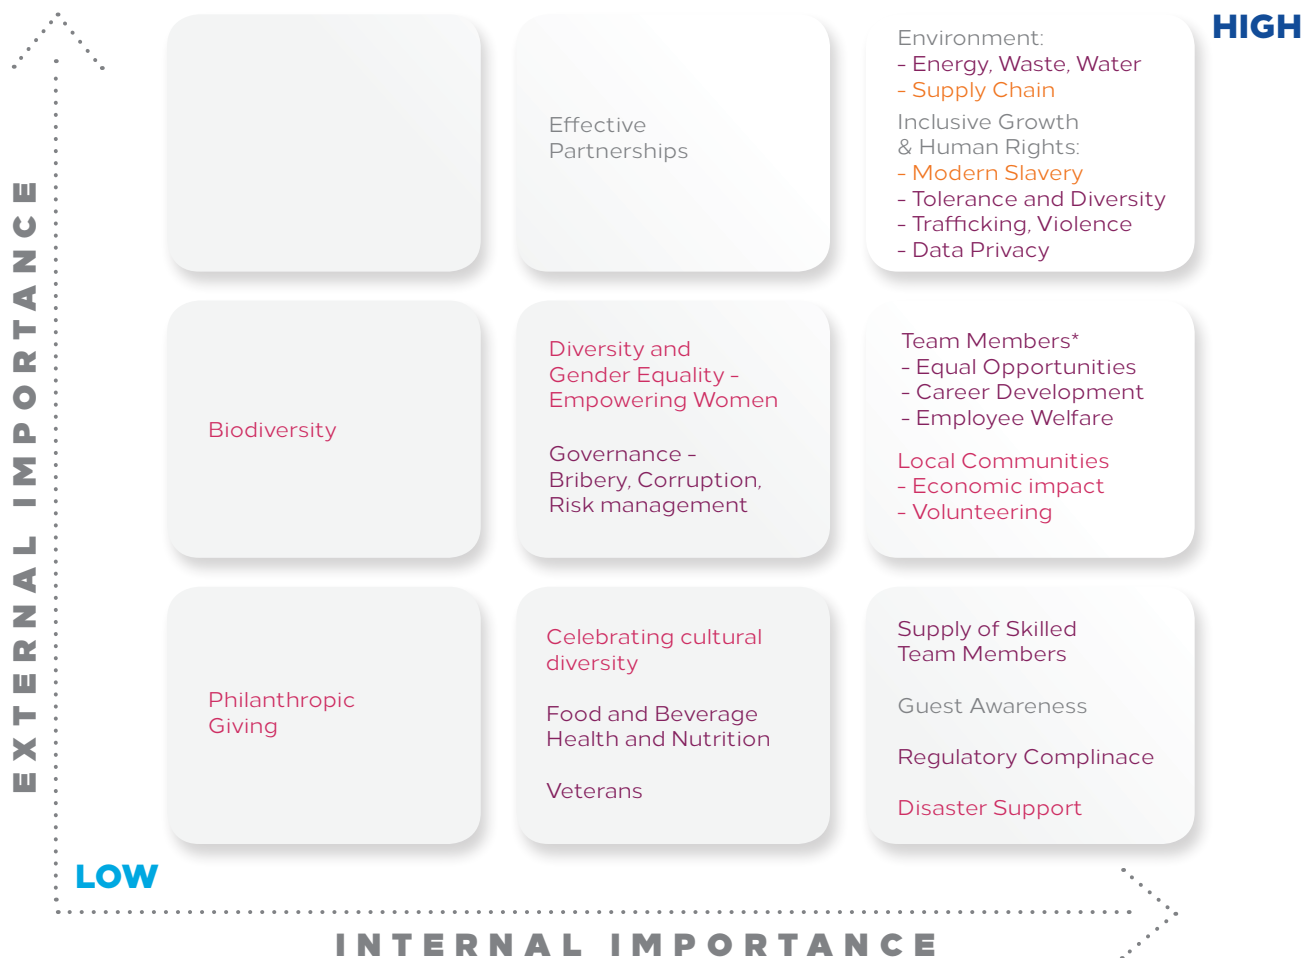 HIGH
EXTERNAL IMPORTANCE
Effective
Partnerships
Environment:
- Energy, Waste, Water
- Supply Chain
Inclusive Growth
& Human Rights:
- Modern Slavery
- Tolerance and Diversity
- Trafficking, Violence
- Data Privacy
Biodiversity
Diversity and
Gender Equality -
Empowering Women
Governance -
Bribery, Corruption,
Risk management
Team Members*
- Equal Opportunities
- Career Development
- Employee Welfare
Local Communities
- Economic impact
- Volunteering
Philanthropic
Giving
Celebrating cultural
diversity
Food and Beverage
Health and Nutrition
Veterans
Supply of Skilled
Team Members
Guest Awareness
Regulatory Complinace
Disaster Support
LOW
INTERNAL IMPORTANCE